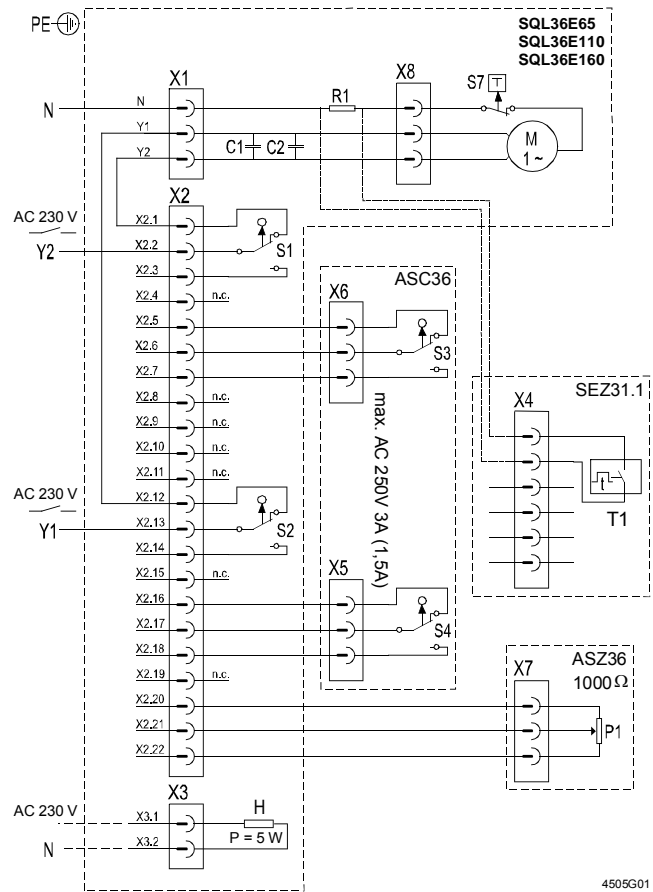 PE
SQL36E65
SQL36E110
SQL36E160
X1
X8
S7
T
N
N
R1
Y1
Y2
C1
C2
M
1 ~
X2
AC 230 V
Y2
X2.1
X2.2
S1
X2.3
X2.4
n.c.
ASC36
X6
X2.5
X2.6
S3
X2.7
X2.8
n.c.
max. AC 250V 3A (1,5A)
SEZ31.1
X4
X2.9
n.c.
X2.10
n.c.
X2.11
n.c.
t
T1
AC 230 V
Y1
X2.12
X2.13
S2
X2.14
X2.15
n.c.
X5
X2.16
X2.17
S4
X2.18
X2.19
n.c.
ASZ36
1000 Ω
X7
X2.20
X2.21
P1
X2.22
X3
AC 230 V
X3.1
H
N
X3.2
P = 5 W
4505G01